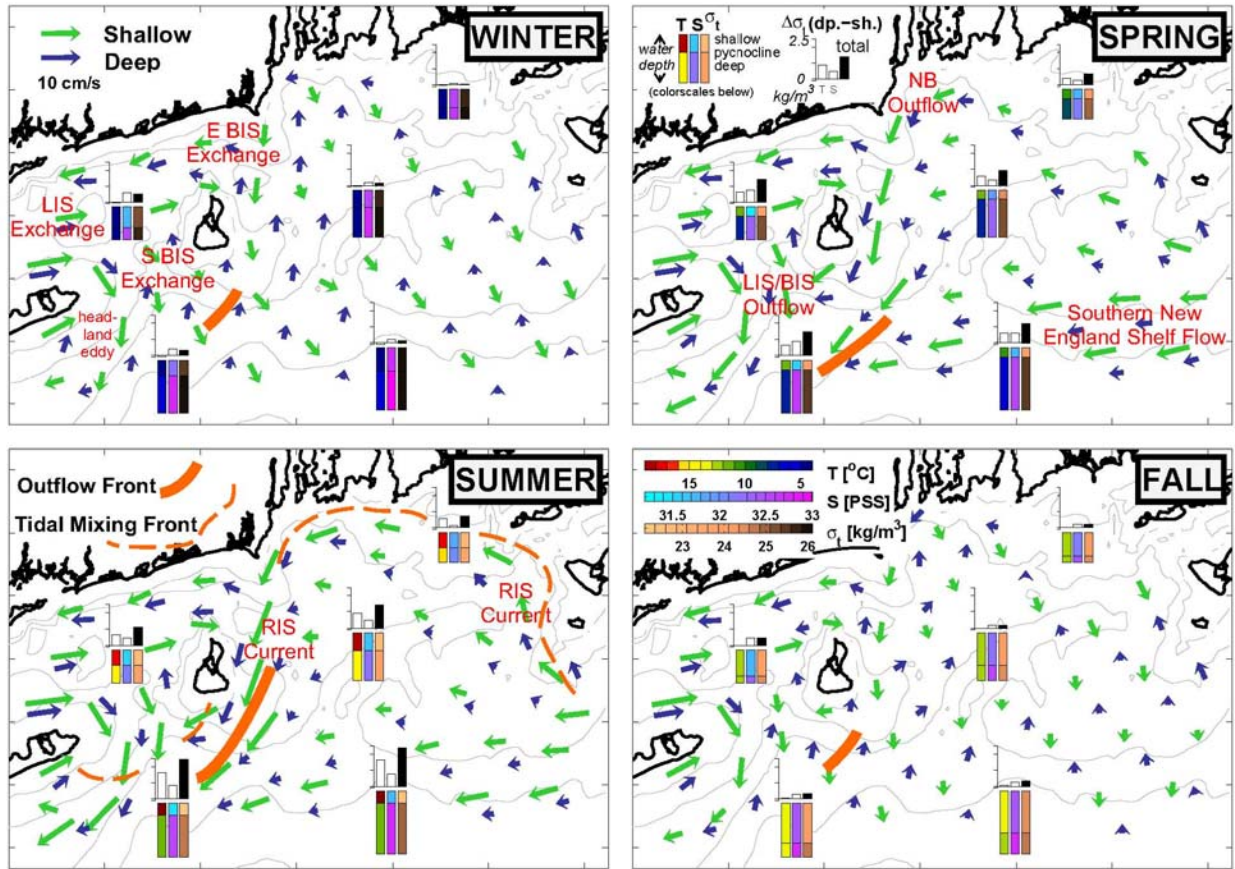 WINTER
Shallow
Deep
10 cm/s
E BIS
Exchange
LIS
Exchange
S BIS
Exchange
head-
land
eddy
SPRING
T S σt
Δσt (dp.-sh.)
water
depth
shallow
pycnocline
deep
(colorscales below)
2.5
0
total
kg/m3
T S
NB
Outflow
LIS/BIS
Outflow
Southern New
England Shelf Flow
SUMMER
Outflow Front
Tidal Mixing Front
RIS
Current
RIS
Current
FALL
T [°C]
15 10 5
S [PSS]
31.5 32 32.5 33
σt [kg/m3]
23 24 25 26